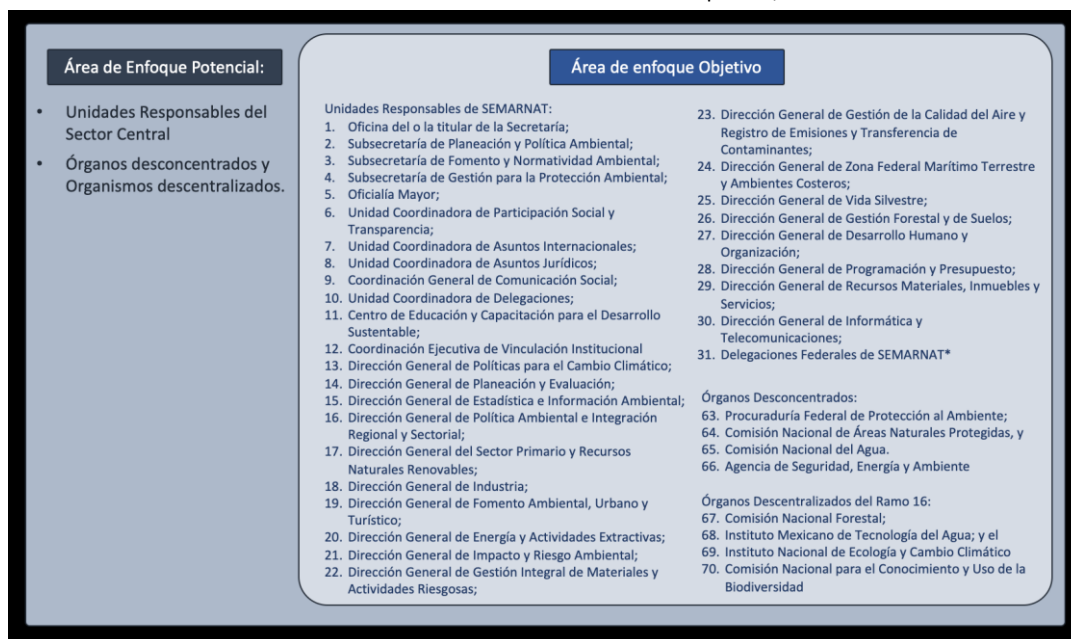 Área de Enfoque Potencial:
• Unidades Responsables del
Sector Central
• Órganos desconcentrados y
Organismos descentralizados.
Área de enfoque Objetivo
Unidades Responsables de SEMARNAT:
1. Oficina del o la titular de la Secretaría;
2. Subsecretaría de Planeación y Política Ambiental;
3. Subsecretaría de Fomento y Normatividad Ambiental;
4. Subsecretaría de Gestión para la Protección Ambiental;
5. Oficialía Mayor;
6. Unidad Coordinadora de Participación Social y
Transparencia;
7. Unidad Coordinadora de Asuntos Internacionales;
8. Unidad Coordinadora de Asuntos Jurídicos;
9. Coordinación General de Comunicación Social;
10. Unidad Coordinadora de Delegaciones;
11. Centro de Educación y Capacitación para el Desarrollo
Sustentable;
12. Coordinación Ejecutiva de Vinculación Institucional
13. Dirección General de Políticas para el Cambio Climático;
14. Dirección General de Planeación y Evaluación;
15. Dirección General de Estadística e Información Ambiental;
16. Dirección General de Política Ambiental e Integración
Regional y Sectorial;
17. Dirección General del Sector Primario y Recursos
Naturales Renovables;
18. Dirección General de Industria;
19. Dirección General de Fomento Ambiental, Urbano y
Turístico;
20. Dirección General de Energía y Actividades Extractivas;
21. Dirección General de Impacto y Riesgo Ambiental;
22. Dirección General de Gestión Integral de Materiales y
Actividades Riesgosas;
23. Dirección General de Gestión de la Calidad del Aire y
Registro de Emisiones y Transferencia de
Contaminantes;
24. Dirección General de Zona Federal Marítimo Terrestre
y Ambientes Costeros;
25. Dirección General de Vida Silvestre;
26. Dirección General de Gestión Forestal y de Suelos;
27. Dirección General de Desarrollo Humano y
Organización;
28. Dirección General de Programación y Presupuesto;
29. Dirección General de Recursos Materiales, Inmuebles y
Servicios;
30. Dirección General de Informática y
Telecomunicaciones;
31. Delegaciones Federales de SEMARNAT*
Órganos Desconcentrados:
63. Procuraduría Federal de Protección al Ambiente;
64. Comisión Nacional de Áreas Naturales Protegidas, y
65. Comisión Nacional del Agua.
66. Agencia de Seguridad, Energía y Ambiente
Órganos Descentralizados del Ramo 16:
67. Comisión Nacional Forestal;
68. Instituto Mexicano de Tecnología del Agua; y el
69. Instituto Nacional de Ecología y Cambio Climático
70. Comisión Nacional para el Conocimiento y Uso de la
Biodiversidad